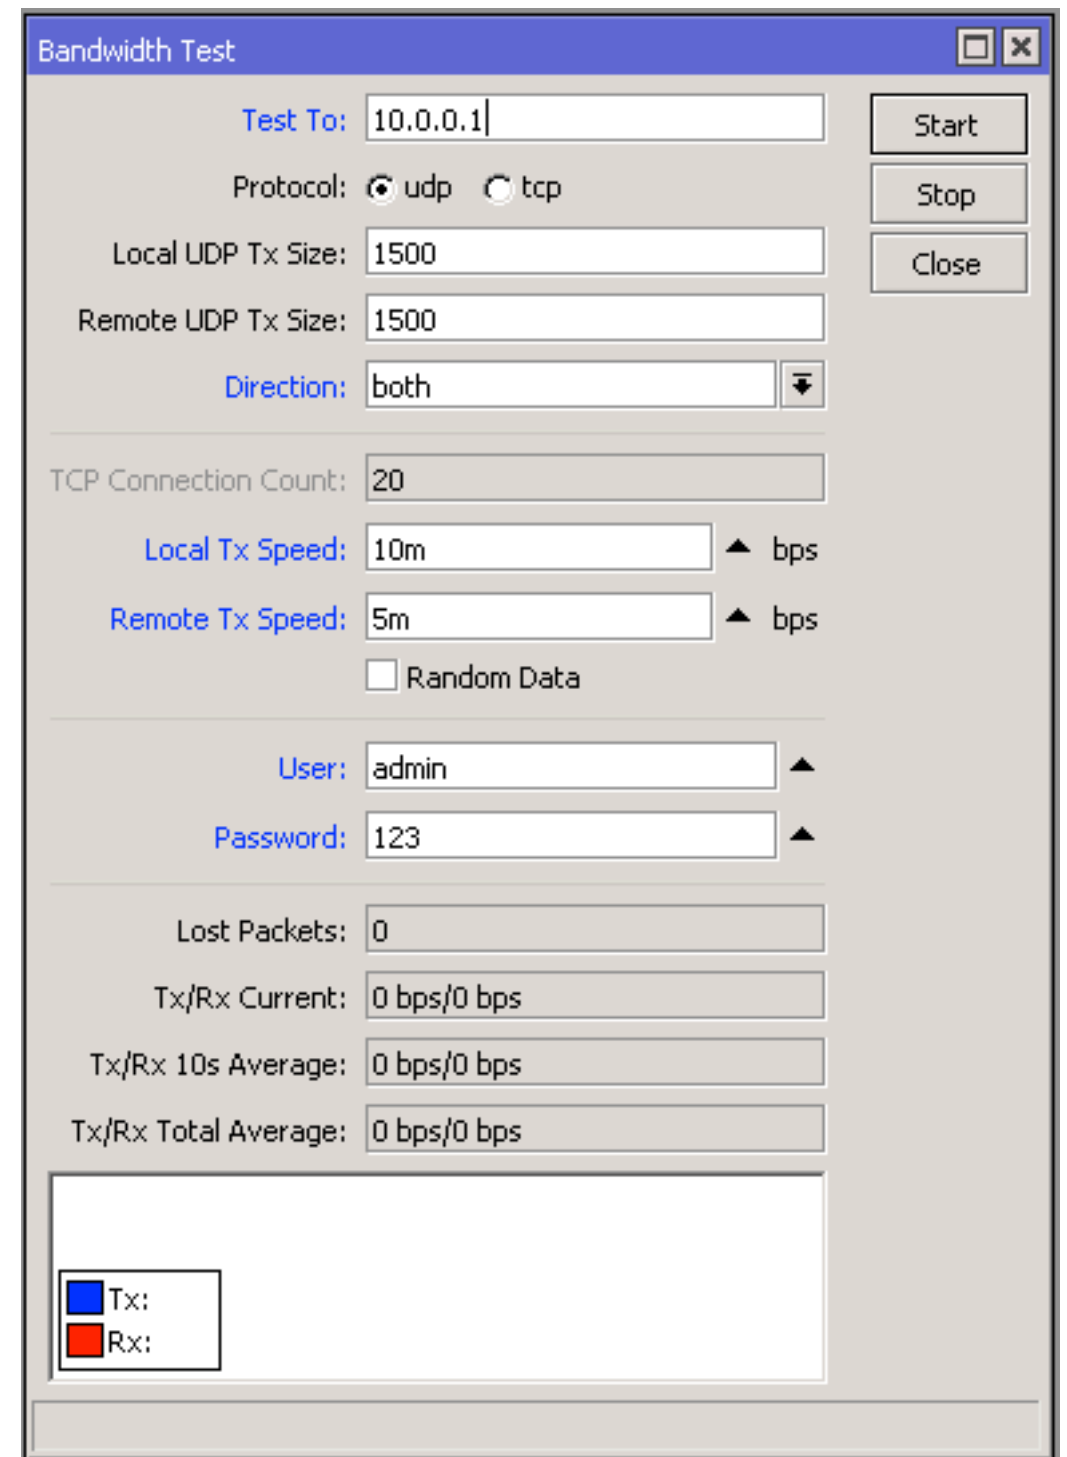 Bandwidth Test
Test To: 10.0.0.1
Start
Protocol: udp tcp
Stop
Local UDP Tx Size: 1500
Close
Remote UDP Tx Size: 1500
Direction: both
TCP Connection Count: 20
Local Tx Speed: 10m bps
Remote Tx Speed: 5m bps
Random Data
User: admin
Password: 123
Lost Packets: 0
Tx/Rx Current: 0 bps/0 bps
Tx/Rx 10s Average: 0 bps/0 bps
Tx/Rx Total Average: 0 bps/0 bps
Tx:
Rx: